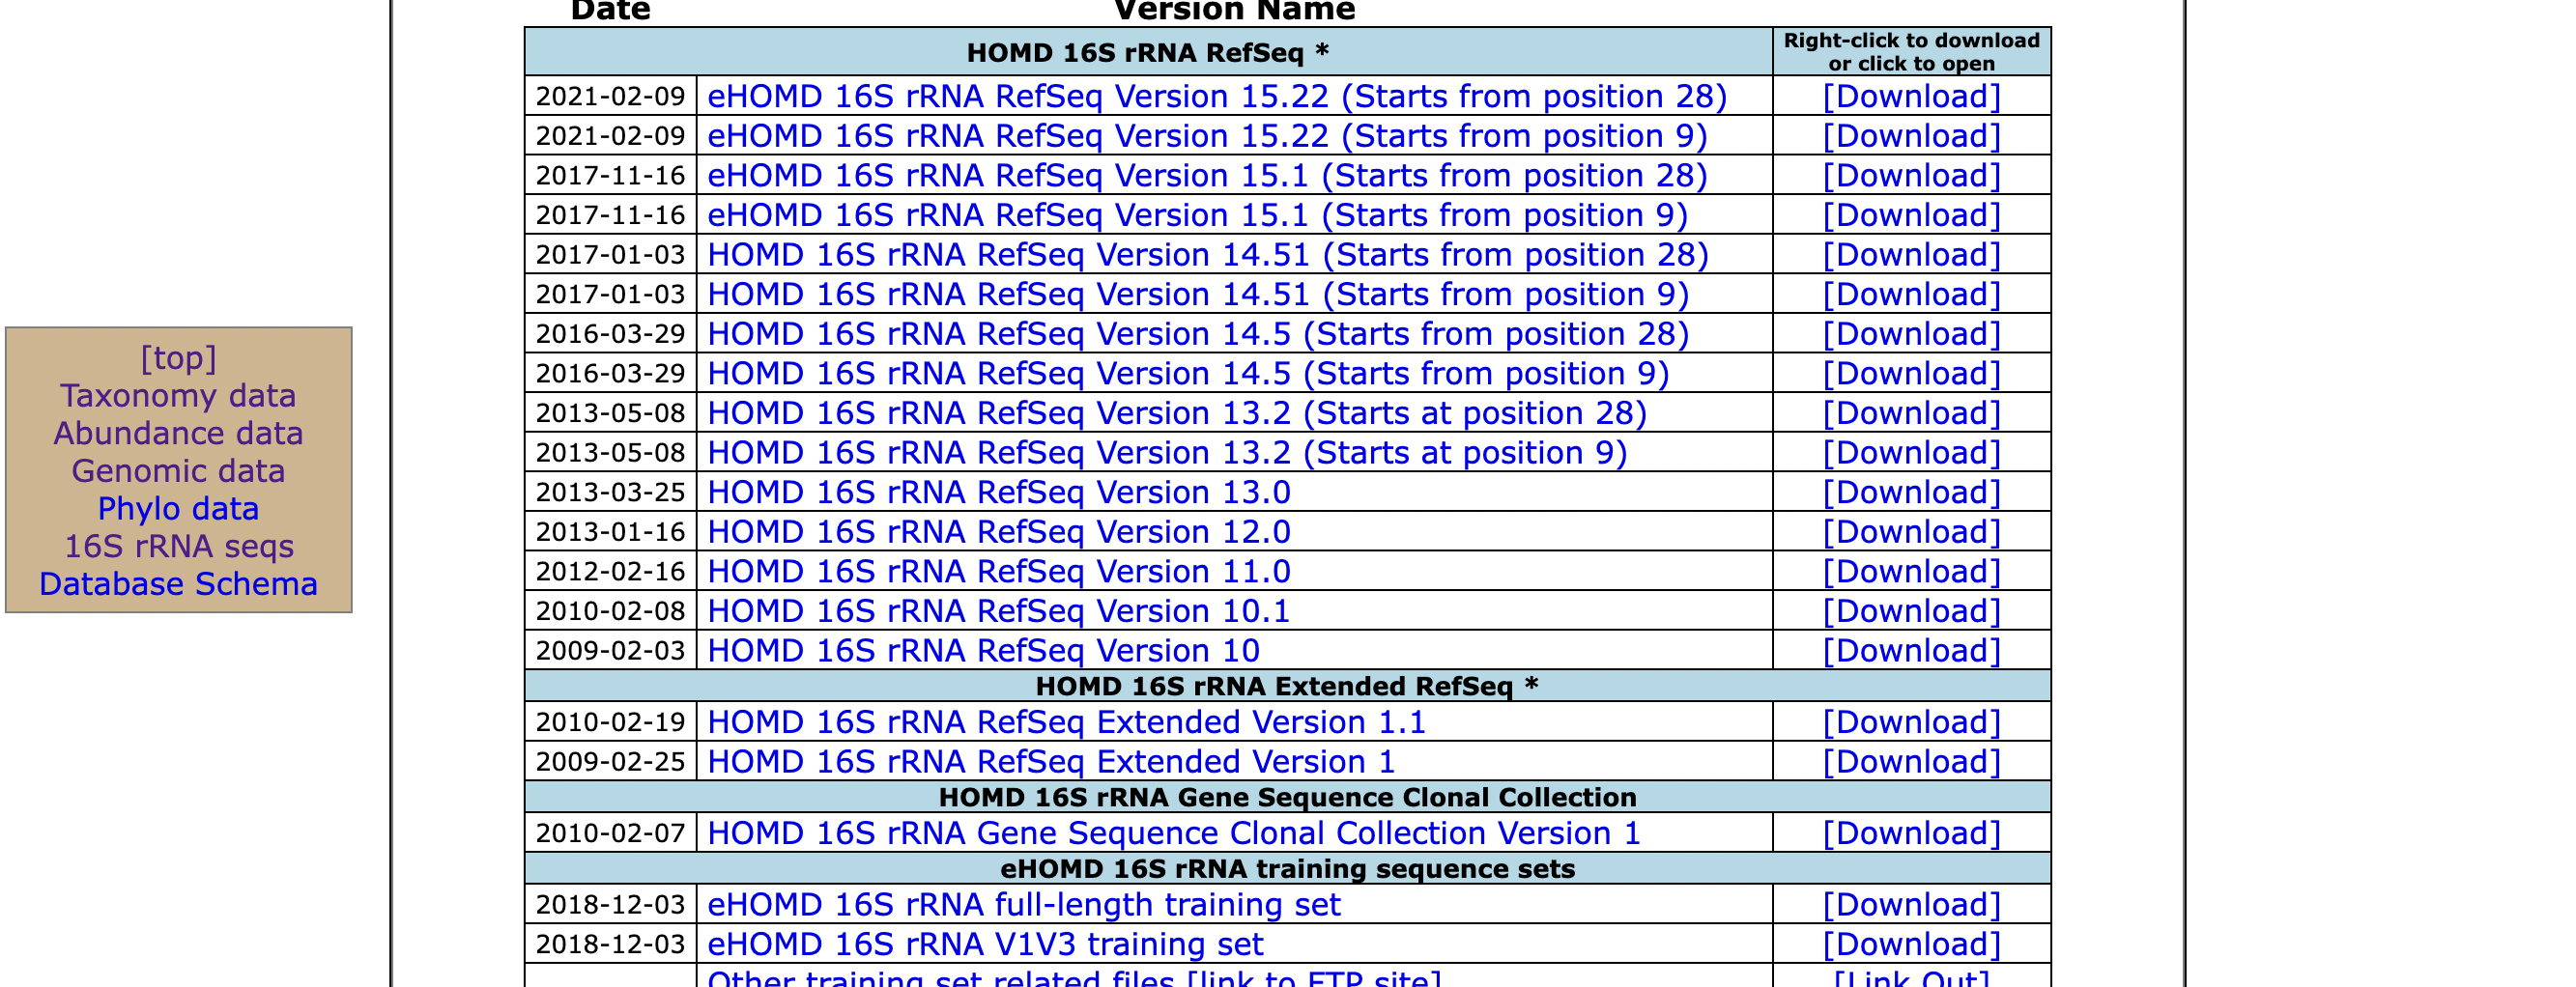 Date Version Name
HOMD 16S rRNA RefSeq * Right-click to download
or click to open
2021-02-09 eHOMD 16S rRNA RefSeq Version 15.22 (Starts from position 28) [Download]
2021-02-09 eHOMD 16S rRNA RefSeq Version 15.22 (Starts from position 9) [Download]
2017-11-16 eHOMD 16S rRNA RefSeq Version 15.1 (Starts from position 28) [Download]
2017-11-16 eHOMD 16S rRNA RefSeq Version 15.1 (Starts from position 9) [Download]
2017-01-03 HOMD 16S rRNA RefSeq Version 14.51 (Starts from position 28) [Download]
2017-01-03 HOMD 16S rRNA RefSeq Version 14.51 (Starts from position 9) [Download]
2016-03-29 HOMD 16S rRNA RefSeq Version 14.5 (Starts from position 28) [Download]
2016-03-29 HOMD 16S rRNA RefSeq Version 14.5 (Starts from position 9) [Download]
2013-05-08 HOMD 16S rRNA RefSeq Version 13.2 (Starts at position 28) [Download]
2013-05-08 HOMD 16S rRNA RefSeq Version 13.2 (Starts at position 9) [Download]
2013-03-25 HOMD 16S rRNA RefSeq Version 13.0 [Download]
2013-01-16 HOMD 16S rRNA RefSeq Version 12.0 [Download]
2012-02-16 HOMD 16S rRNA RefSeq Version 11.0 [Download]
2010-02-08 HOMD 16S rRNA RefSeq Version 10.1 [Download]
2009-02-03 HOMD 16S rRNA RefSeq Version 10 [Download]
HOMD 16S rRNA Extended RefSeq *
2010-02-19 HOMD 16S rRNA RefSeq Extended Version 1.1 [Download]
2009-02-25 HOMD 16S rRNA RefSeq Extended Version 1 [Download]
HOMD 16S rRNA Gene Sequence Clonal Collection
2010-02-07 HOMD 16S rRNA Gene Sequence Clonal Collection Version 1 [Download]
eHOMD 16S rRNA training sequence sets
2018-12-03 eHOMD 16S rRNA full-length training set [Download]
2018-12-03 eHOMD 16S rRNA V1V3 training set [Download]
Other training set related files [link to FTP site] [Link Out]
[top]
Taxonomy data
Abundance data
Genomic data
Phylo data
16S rRNA seqs
Database Schema